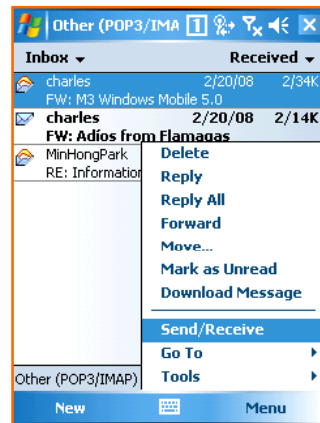 Other (POP3/IMA 1
Inbox Received
charles 2/20/08 2/34K
FW: M3 Windows Mobile 5.0
charles 2/20/08 2/14K
FW: Adíos from Flamagas
MinHongPark
RE: Information
Delete
Reply
Reply All
Forward
Move...
Mark as Unread
Download Message
Send/Receive
Go To
Tools
Other (POP3/IMAP)
New Menu